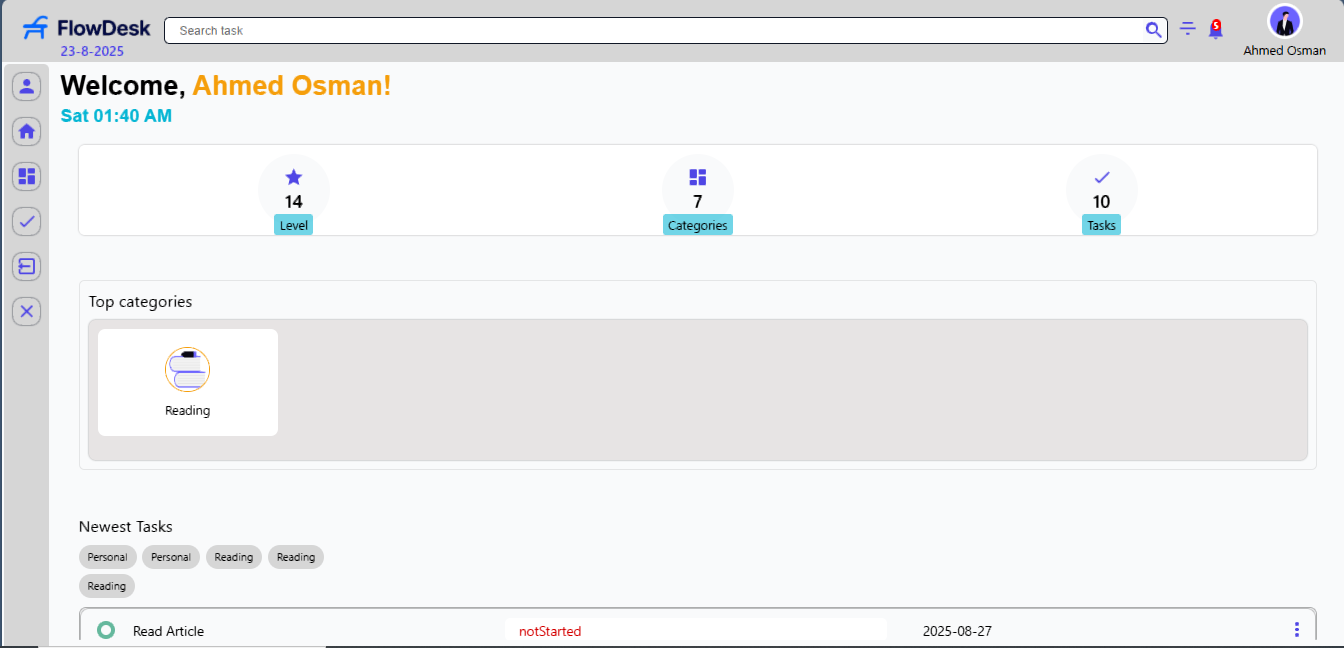 FlowDesk
23-8-2025
Search task
5
Ahmed Osman
Welcome, Ahmed Osman!
Sat 01:40 AM
14
Level
7
Categories
10
Tasks
Top categories
Reading
Newest Tasks
Personal Personal Reading Reading
Reading
Read Article notStarted 2025-08-27